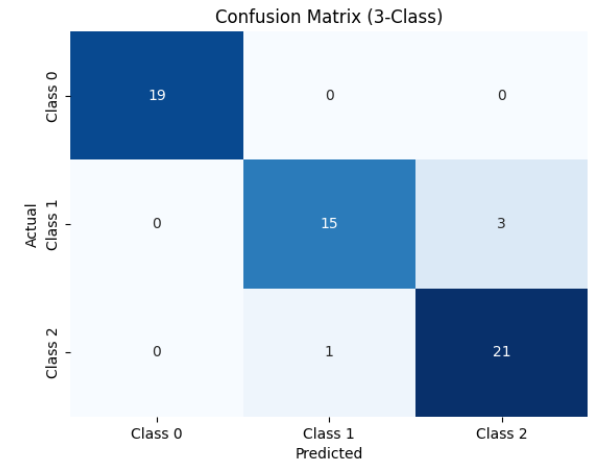 Confusion Matrix (3-Class)
Actual
Class 0
19 0 0
Class 1
0 15 3
Class 2
0 1 21
Class 0 Class 1 Class 2
Predicted